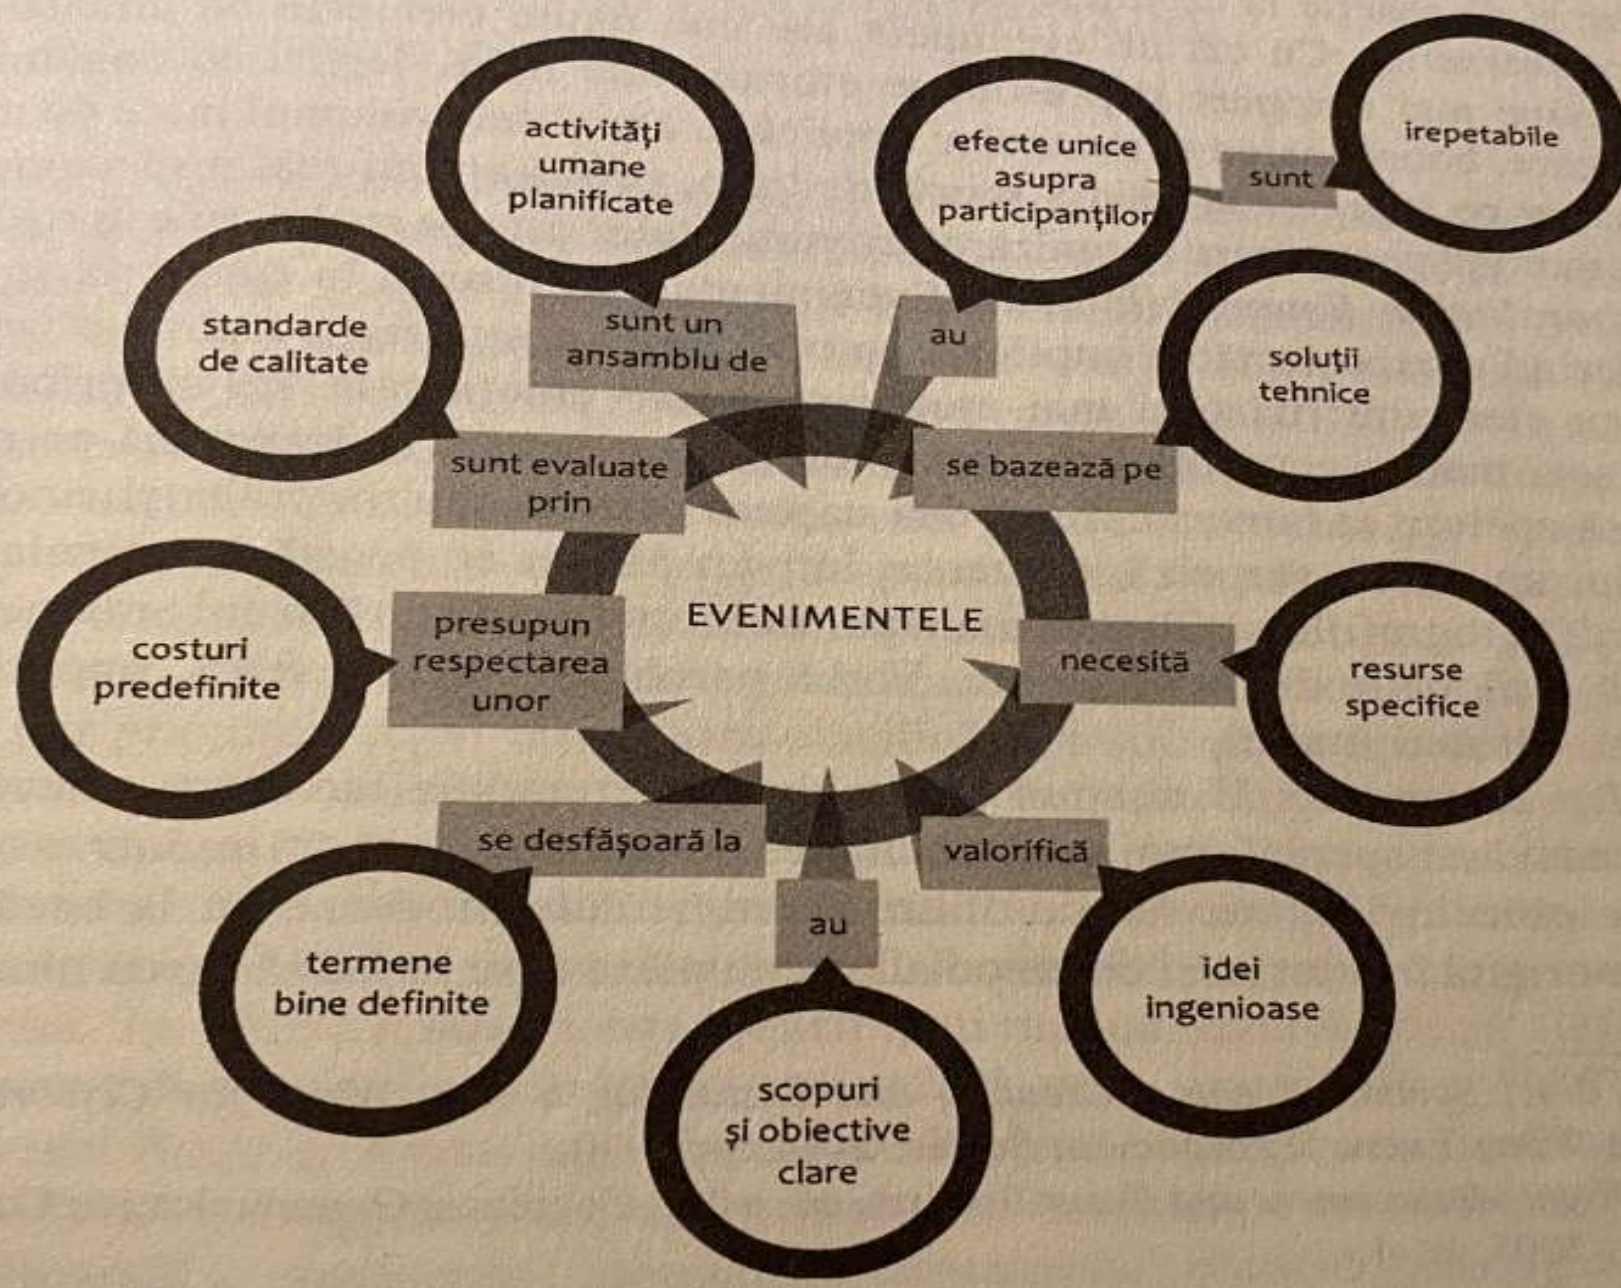 activități
umane
planificate
efecte unice
asupra
participanților
sunt
irepetabile
standarde
de calitate
sunt un
ansamblu de
au
soluții
tehnice
sunt evaluate
prin
se bazează pe
costuri
predefinite
presupun
respectarea
unor
EVENIMENTELE
necesită
resurse
specifice
se desfășoară la
valorifică
termene
bine definite
au
idei
ingenioase
scopuri
și obiective
clare